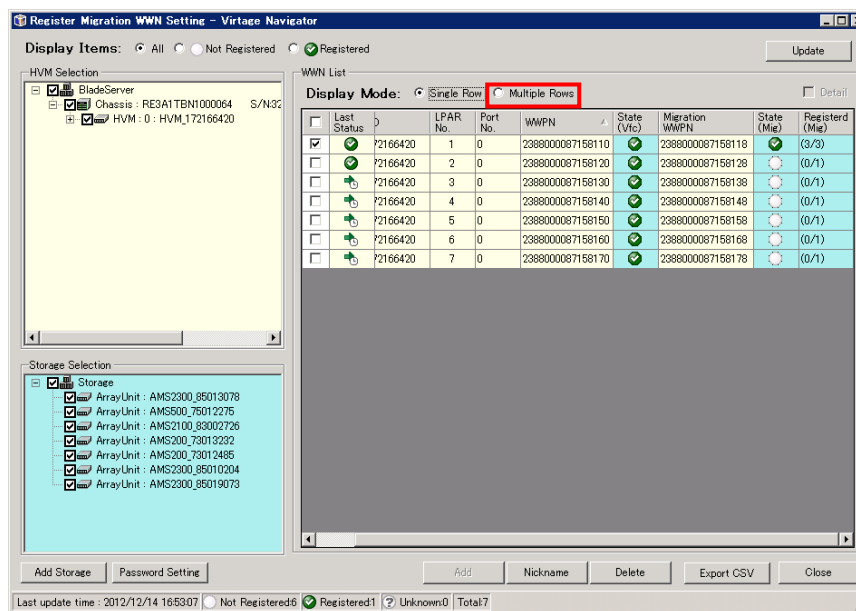 Register Migration WWN Setting - Virtage Navigator
Display Items: All Not Registered Registered
Update
HVM Selection
BladeServer
Chassis : RE3A1TBN1000064 S/N:32
HVM : 0 : HVM_172166420
Storage Selection
Storage
ArrayUnit : AMS2300_85013078
ArrayUnit : AMS500_75012275
ArrayUnit : AMS2100_83002726
ArrayUnit : AMS200_73013232
ArrayUnit : AMS200_73012485
ArrayUnit : AMS2300_85010204
ArrayUnit : AMS2300_85019073
WWN List
Display Mode: Single Row Multiple Rows Detail
Last Status LPAR No. Port No. WWPN State (Vfc) Migration WWPN State (Mig) Registerd (Mig)
72166420 1 0 2388000087158110 2388000087158118 (3/3)
72166420 2 0 2388000087158120 2388000087158128 (0/1)
72166420 3 0 2388000087158130 2388000087158138 (0/1)
72166420 4 0 2388000087158140 2388000087158148 (0/1)
72166420 5 0 2388000087158150 2388000087158158 (0/1)
72166420 6 0 2388000087158160 2388000087158168 (0/1)
72166420 7 0 2388000087158170 2388000087158178 (0/1)
Add Storage Password Setting Add Nickname Delete Export CSV Close
Last update time : 2012/12/14 16:53:07 Not Registered:6 Registered:1 Unknown:0 Total:7